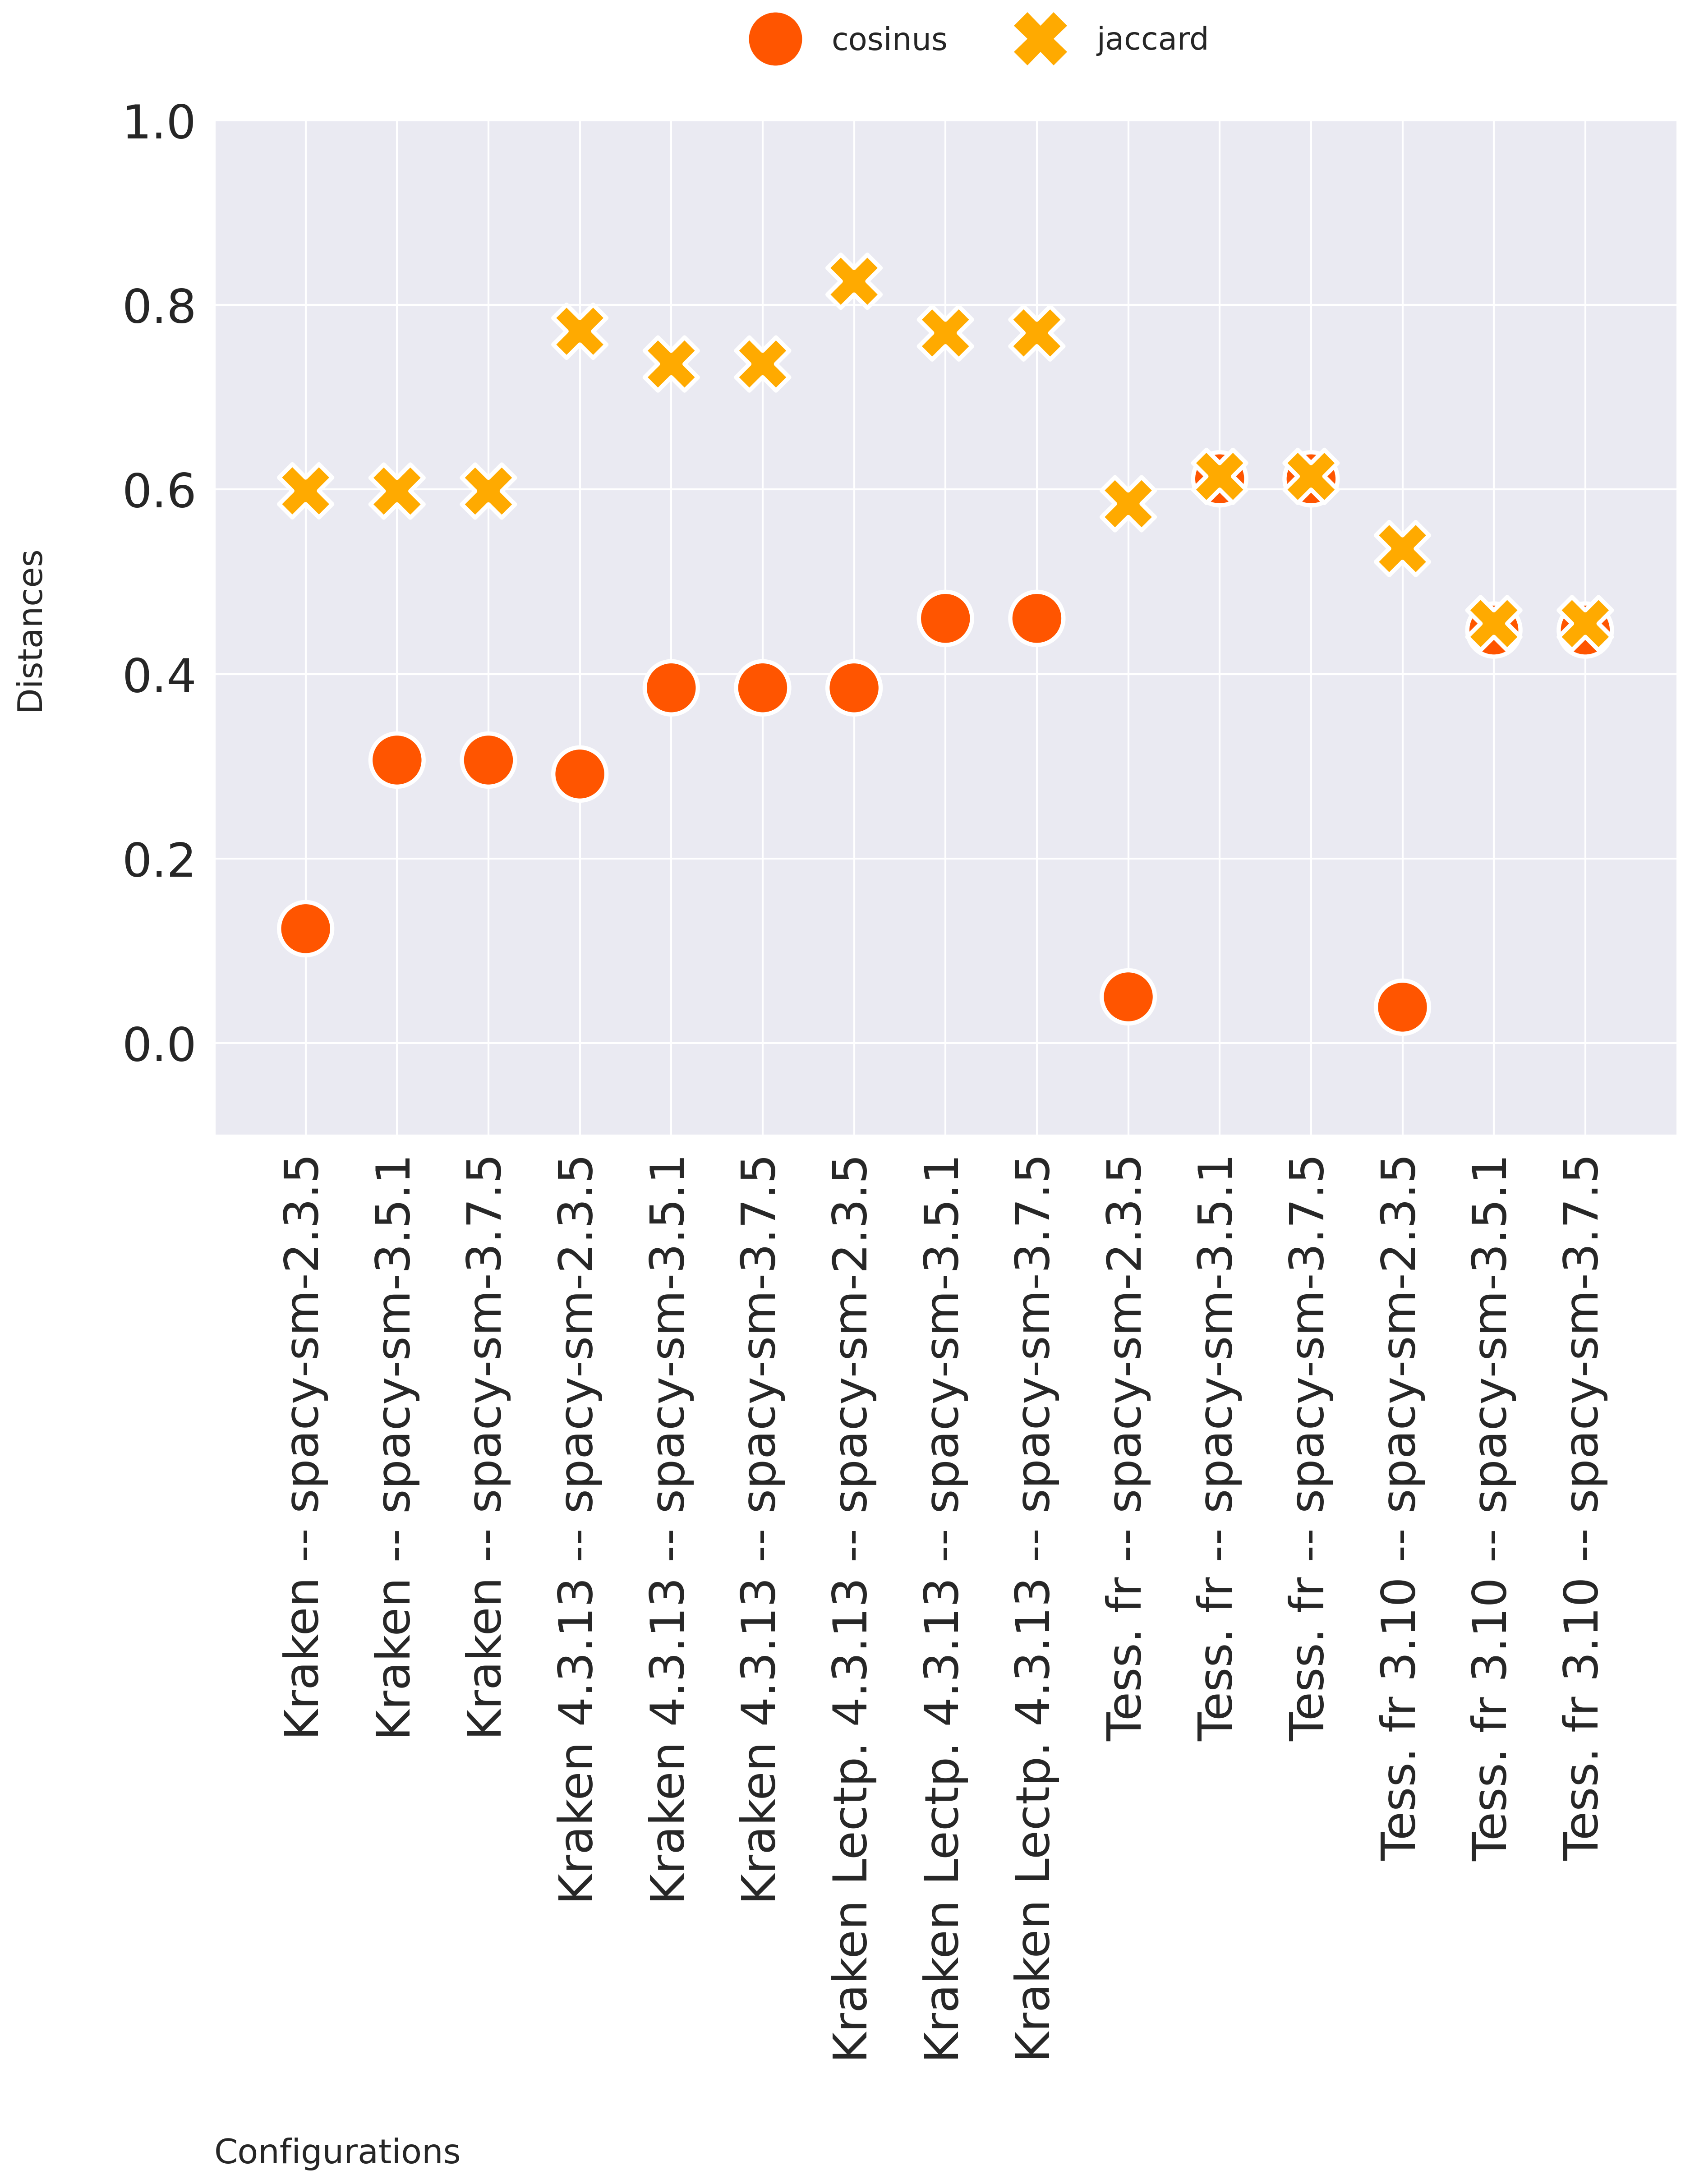 cosinus
jaccard
1.0
0.8
0.6
0.4
0.2
0.0
Distances
Kraken -- spacy-sm-2.3.5
Kraken -- spacy-sm-3.5.1
Kraken -- spacy-sm-3.7.5
Kraken 4.3.13 -- spacy-sm-2.3.5
Kraken 4.3.13 -- spacy-sm-3.5.1
Kraken 4.3.13 -- spacy-sm-3.7.5
Kraken Lectp. 4.3.13 -- spacy-sm-2.3.5
Kraken Lectp. 4.3.13 -- spacy-sm-3.5.1
Kraken Lectp. 4.3.13 -- spacy-sm-3.7.5
Tess. fr -- spacy-sm-2.3.5
Tess. fr -- spacy-sm-3.5.1
Tess. fr -- spacy-sm-3.7.5
Tess. fr 3.10 -- spacy-sm-2.3.5
Tess. fr 3.10 -- spacy-sm-3.5.1
Tess. fr 3.10 -- spacy-sm-3.7.5
Configurations